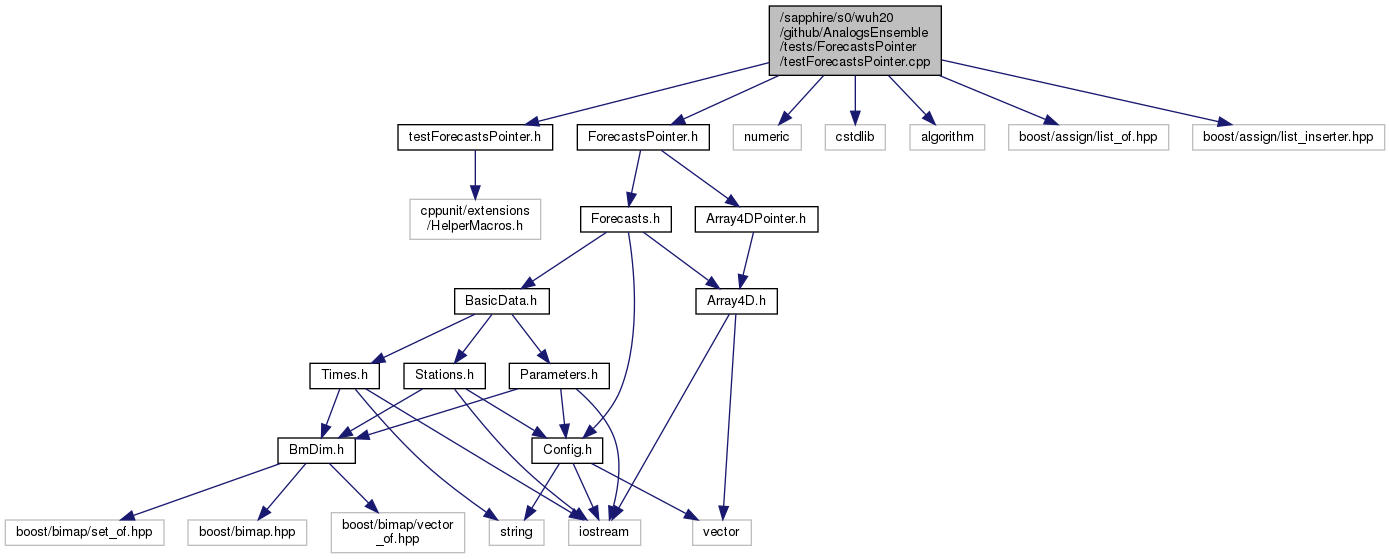 /sapphire/s0/wuh20
/github/AnalogsEnsemble
/tests/ForecastsPointer
/testForecastsPointer.cpp
testForecastsPointer.h
ForecastsPointer.h
numeric
cstdlib
algorithm
boost/assign/list_of.hpp
boost/assign/list_inserter.hpp
cppunit/extensions
/HelperMacros.h
Forecasts.h
Array4DPointer.h
BasicData.h
Array4D.h
Times.h
Stations.h
Parameters.h
BmDim.h
Config.h
boost/bimap/set_of.hpp
boost/bimap.hpp
boost/bimap/vector
_of.hpp
string
iostream
vector